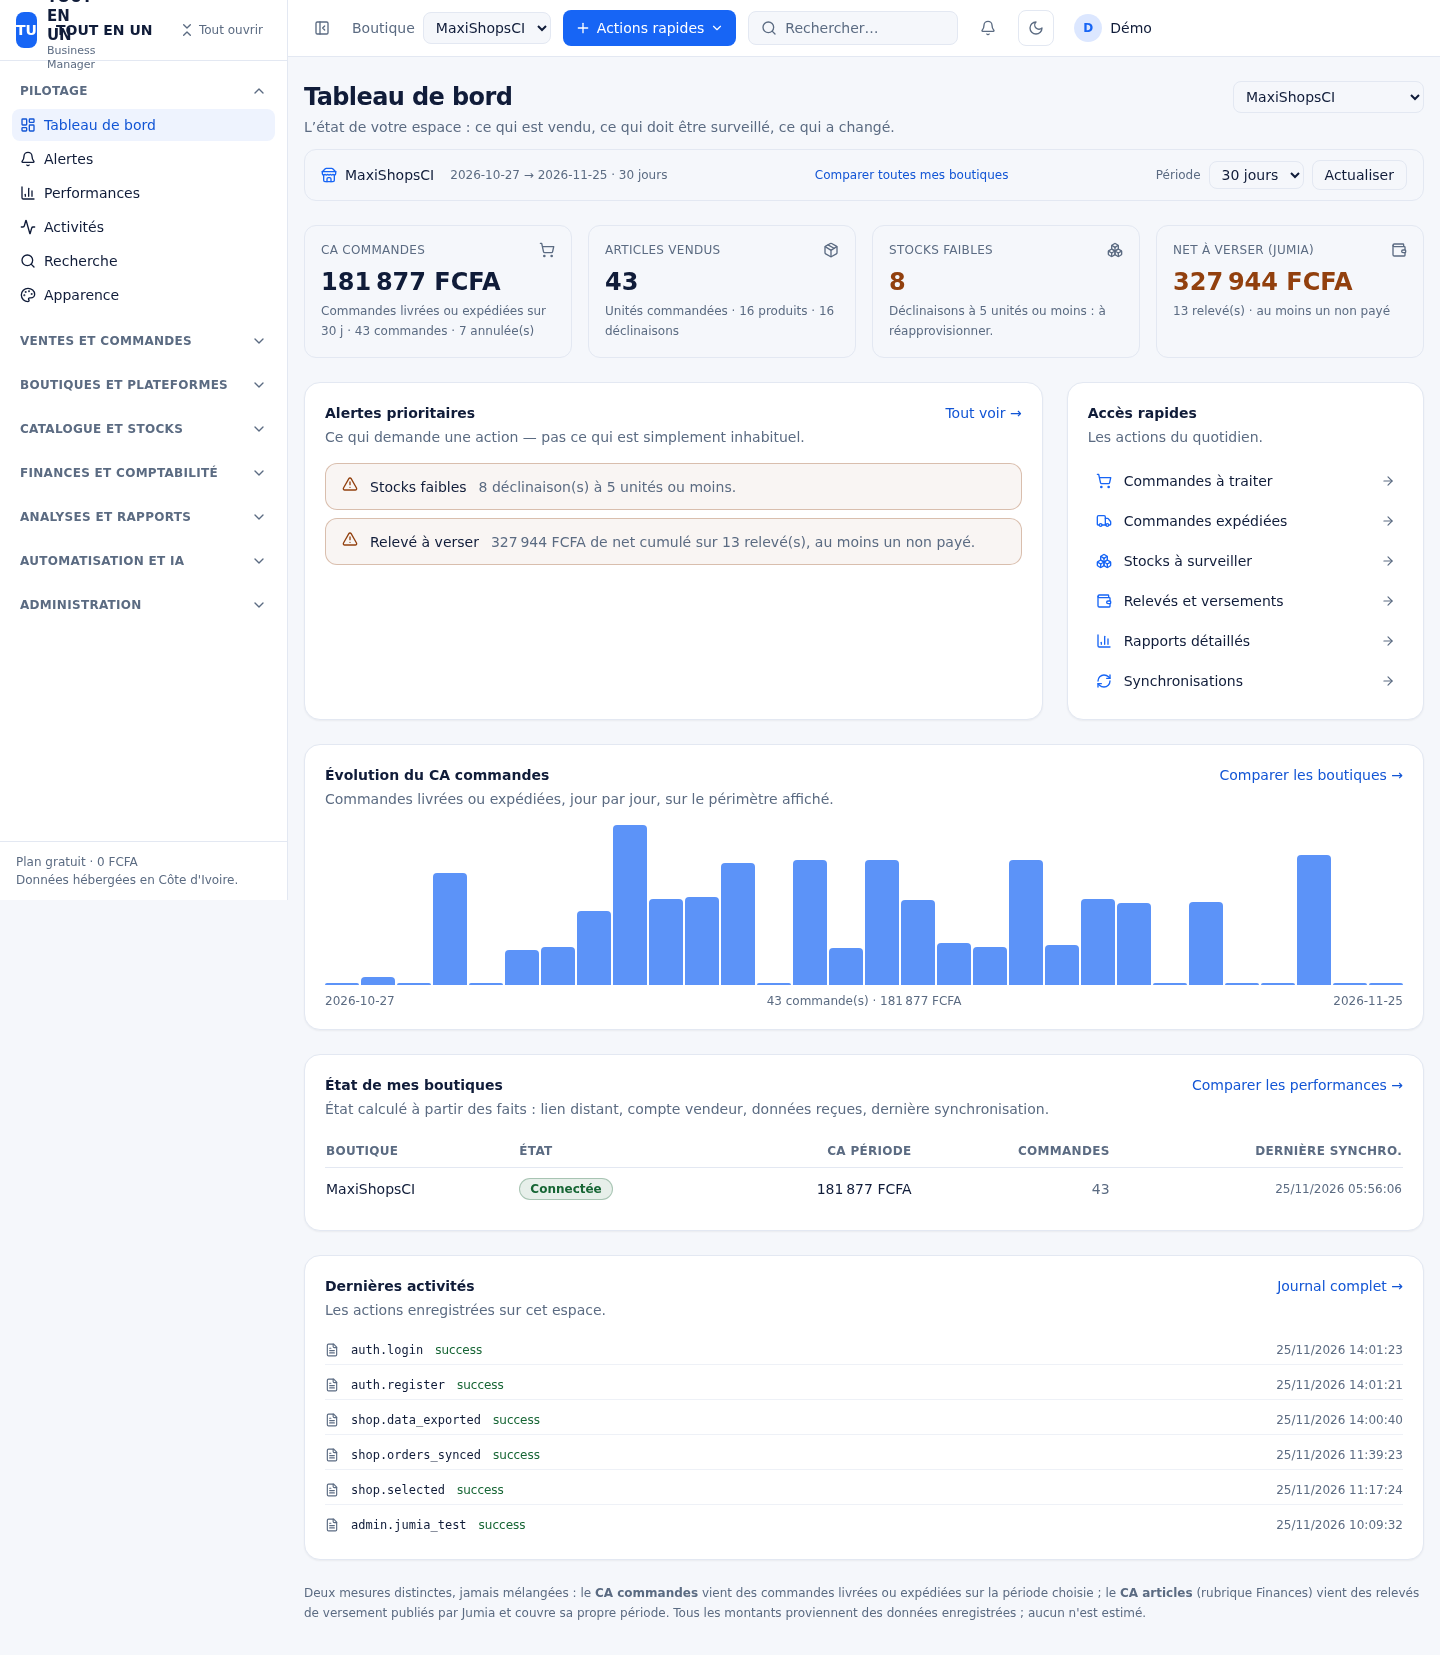 TU
TOUT
EN
UN
TOUT EN UN
Business
Manager
Tout ouvrir
PILOTAGE
Tableau de bord
Alertes
Performances
Activités
Recherche
Apparence
VENTES ET COMMANDES
BOUTIQUES ET PLATEFORMES
CATALOGUE ET STOCKS
FINANCES ET COMPTABILITÉ
ANALYSES ET RAPPORTS
AUTOMATISATION ET IA
ADMINISTRATION
Plan gratuit · 0 FCFA
Données hébergées en Côte d'Ivoire.
Boutique MaxiShopsCI Actions rapides Rechercher… D Démo
Tableau de bord
MaxiShopsCI
L’état de votre espace : ce qui est vendu, ce qui doit être surveillé, ce qui a changé.
MaxiShopsCI 2026-10-27 → 2026-11-25 · 30 jours Comparer toutes mes boutiques Période 30 jours Actualiser
CA COMMANDES
181 877 FCFA
Commandes livrées ou expédiées sur
30 j · 43 commandes · 7 annulée(s)
ARTICLES VENDUS
43
Unités commandées · 16 produits · 16
déclinaisons
STOCKS FAIBLES
8
Déclinaisons à 5 unités ou moins : à
réapprovisionner.
NET À VERSER (JUMIA)
327 944 FCFA
13 relevé(s) · au moins un non payé
Alertes prioritaires Tout voir →
Ce qui demande une action — pas ce qui est simplement inhabituel.
Stocks faibles 8 déclinaison(s) à 5 unités ou moins.
Relevé à verser 327 944 FCFA de net cumulé sur 13 relevé(s), au moins un non payé.
Accès rapides
Les actions du quotidien.
Commandes à traiter →
Commandes expédiées →
Stocks à surveiller →
Relevés et versements →
Rapports détaillés →
Synchronisations →
Évolution du CA commandes Comparer les boutiques →
Commandes livrées ou expédiées, jour par jour, sur le périmètre affiché.
2026-10-27 43 commande(s) · 181 877 FCFA 2026-11-25
État de mes boutiques Comparer les performances →
État calculé à partir des faits : lien distant, compte vendeur, données reçues, dernière synchronisation.
BOUTIQUE ÉTAT CA PÉRIODE COMMANDES DERNIÈRE SYNCHRO.
MaxiShopsCI Connectée 181 877 FCFA 43 25/11/2026 05:56:06
Dernières activités Journal complet →
Les actions enregistrées sur cet espace.
auth.login success 25/11/2026 14:01:23
auth.register success 25/11/2026 14:01:21
shop.data_exported success 25/11/2026 14:00:40
shop.orders_synced success 25/11/2026 11:39:23
shop.selected success 25/11/2026 11:17:24
admin.jumia_test success 25/11/2026 10:09:32
Deux mesures distinctes, jamais mélangées : le CA commandes vient des commandes livrées ou expédiées sur la période choisie ; le CA articles (rubrique Finances) vient des relevés
de versement publiés par Jumia et couvre sa propre période. Tous les montants proviennent des données enregistrées ; aucun n'est estimé.